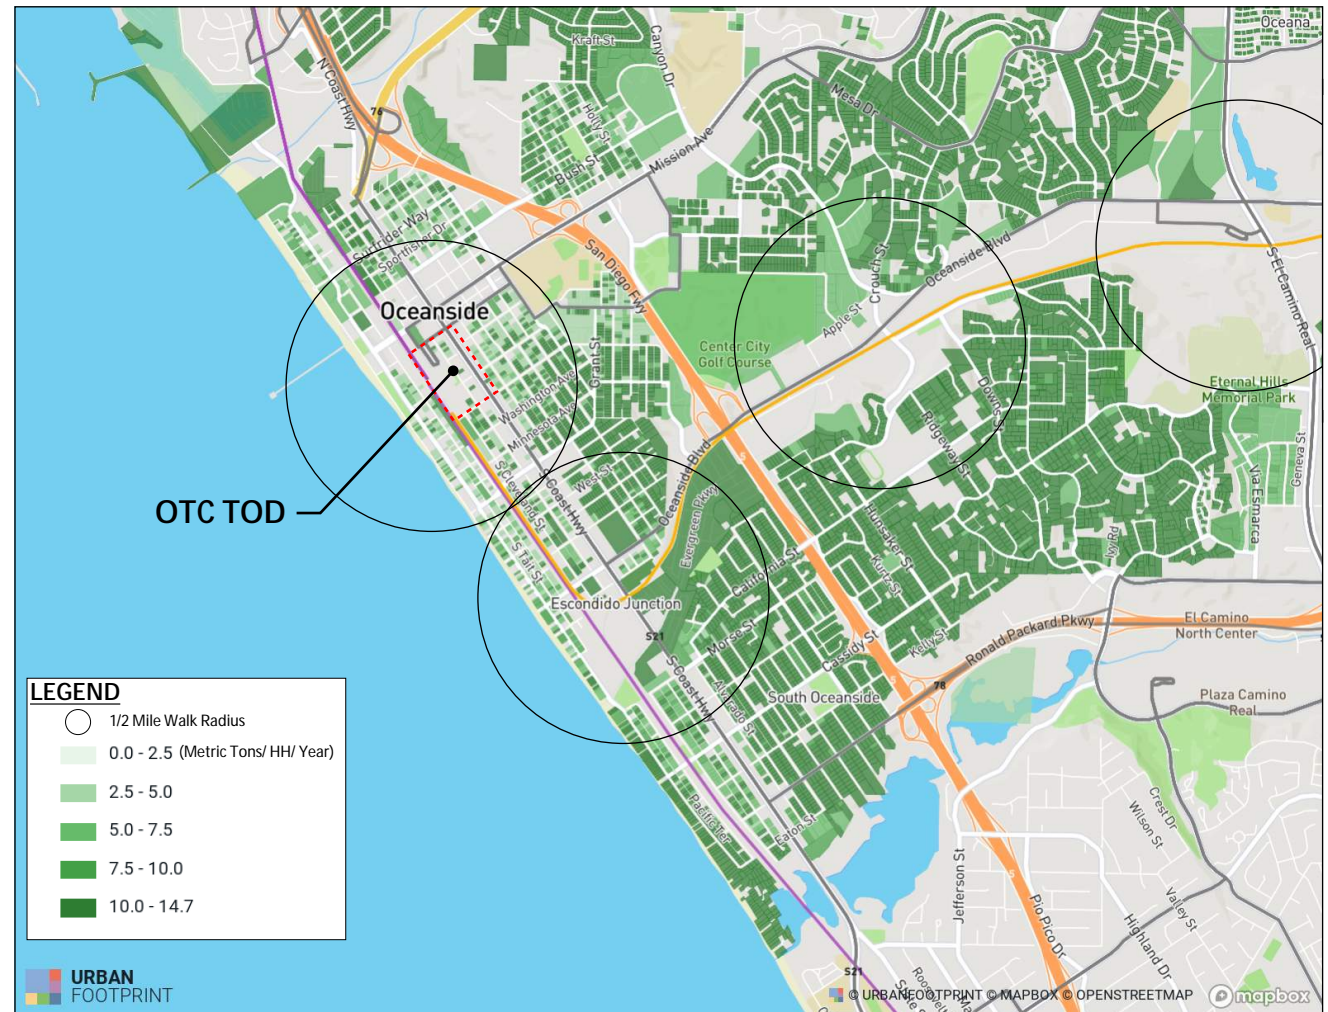 Oceana
Kraft St
Canyon Dr
N Coast Hwy
76
Mesa Dr
Holly St
Mission Ave
Bush St
Surfrider Way
Sportfisher Dr
San Diego Fwy
Crouch St
Oceanside Blvd
S El Camino Real
Oceanside
Apple St
Center City
Golf Course
Grant St
Washington Ave
Minnesota Ave
Eternal Hills
Memorial Park
Downs St
Ridgeway St
Geneva St
Via Esmarca
5
West St
S Coast Hwy
S Cleveland St
Oceanside Blvd
Evergreen Pkwy
OTC TOD
Hunsaker St
Kurtz St
Ivy Rd
S Tait St
California St
Escondido Junction
S21
Morse St
Cassidy St
Kelly St
Ronald Packard Pkwy
El Camino
North Center
S Coast Hwy
Alvarado St
South Oceanside
5
78
Plaza Camino
Real
LEGEND
1/2 Mile Walk Radius
0.0 - 2.5 (Metric Tons/ HH/ Year)
2.5 - 5.0
5.0 - 7.5
7.5 - 10.0
10.0 - 14.7
Pacific Ter
Eaton St
Crest Dr
Wilson St
Jefferson St
5
Pio Pico Dr
Valley St
Highland Dr
S21
URBAN
FOOTPRINT
© URBANFOOTPRINT © MAPBOX © OPENSTREETMAP
mapbox